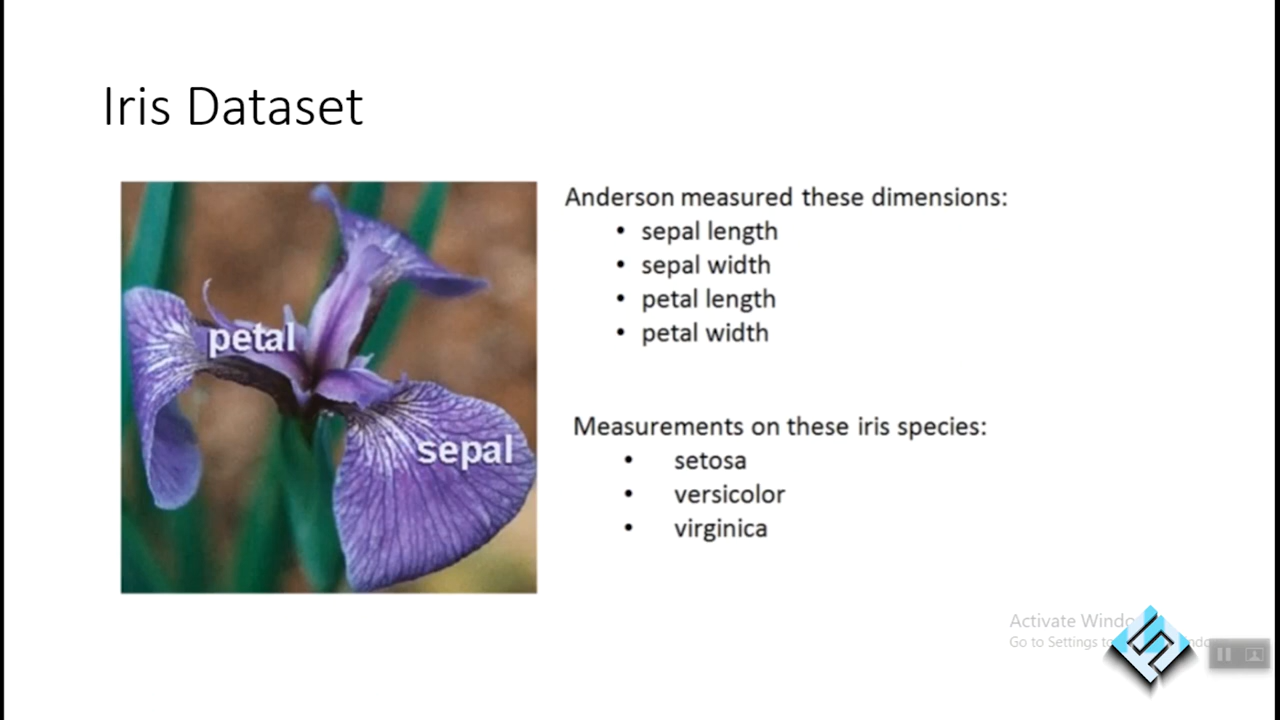 Iris Dataset
petal
sepal
Anderson measured these dimensions:
• sepal length
• sepal width
• petal length
• petal width
Measurements on these iris species:
• setosa
• versicolor
• virginica
Activate
Go to Settings